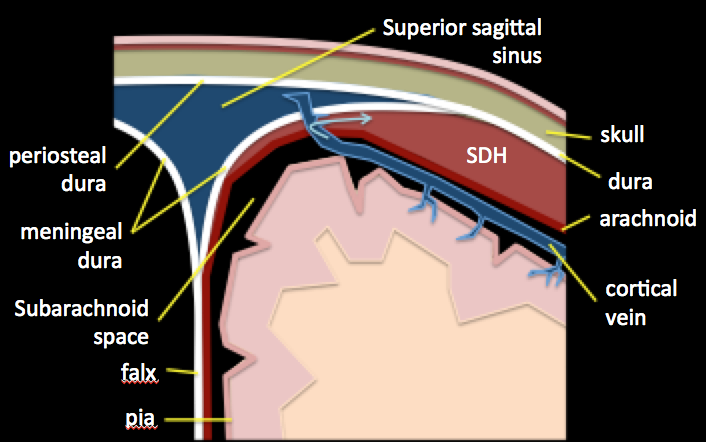 Superior sagittal
sinus
periosteal
dura
meningeal
dura
Subarachnoid
space
falx
pia
SDH
skull
dura
arachnoid
cortical
vein